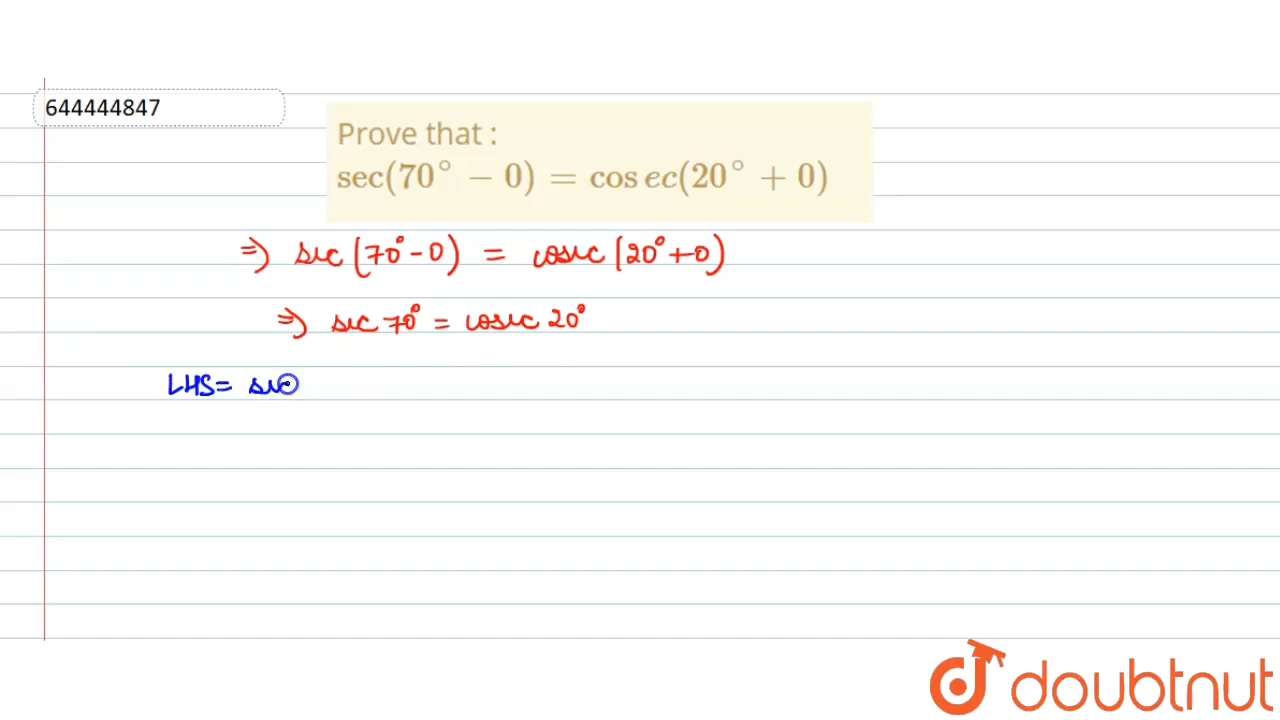 644444847
Prove that :
sec(70° − 0) = cos ec(20° + 0)
⇒) sec (70° - 0) = cosec (20° + 0)
⇒) sec 70° = cosec 20°
LHS= sec
doubtnut